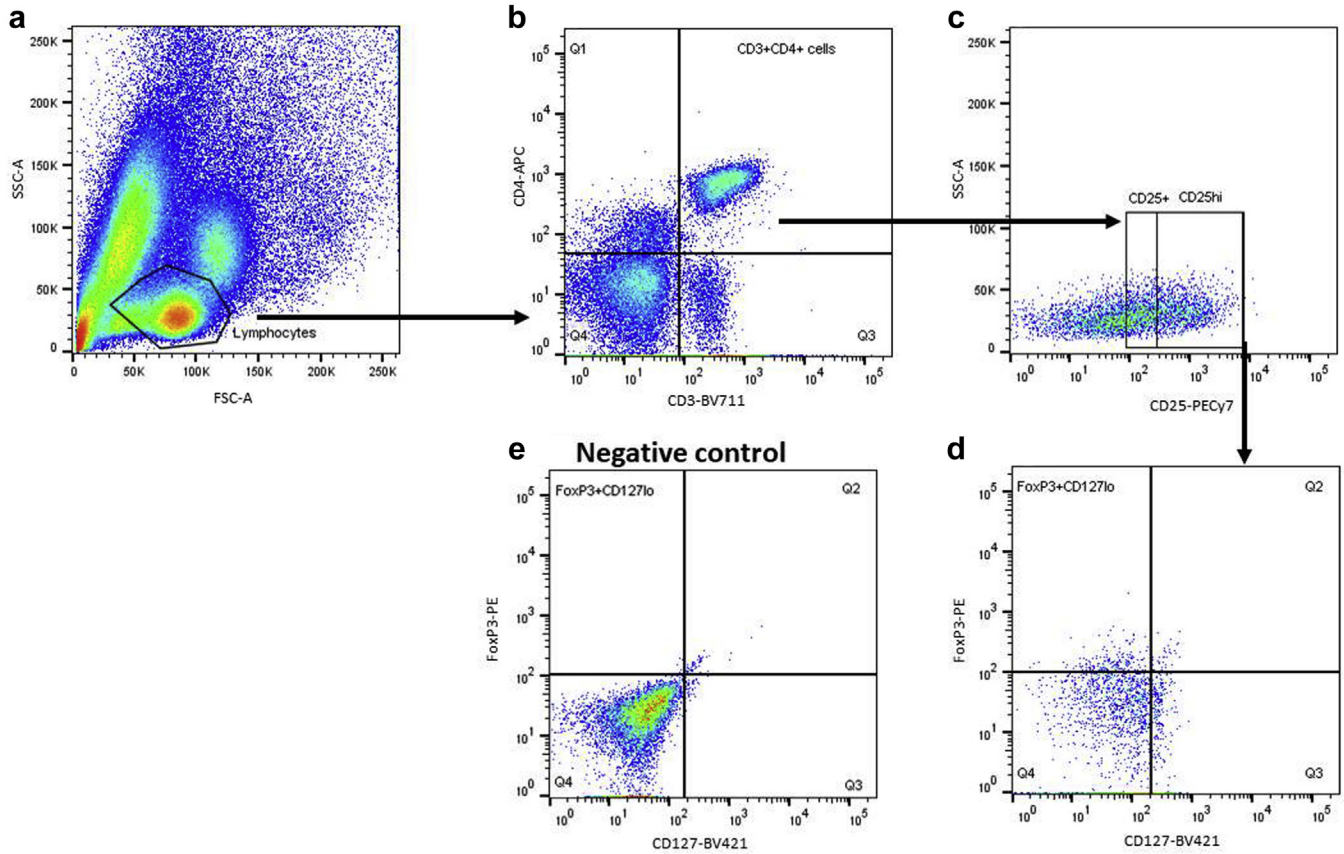 a
250K
200K
150K
100K
50K
0
SSC-A
0 50K 100K 150K 200K 250K
FSC-A
Lymphocytes
b
Q1
CD3+CD4+ cells
Q4
Q3
10^5
10^4
10^3
10^2
10^1
10^0
CD4-APC
10^0 10^1 10^2 10^3 10^4 10^5
CD3-BV711
c
250K
200K
150K
100K
50K
0
SSC-A
CD25+ CD25hi
10^0 10^1 10^2 10^3 10^4 10^5
CD25-PECy7
e
Negative control
FoxP3+CD127lo
Q2
Q4
Q3
10^5
10^4
10^3
10^2
10^1
10^0
FoxP3-PE
10^0 10^1 10^2 10^3 10^4 10^5
CD127-BV421
d
FoxP3+CD127lo
Q2
Q4
Q3
10^5
10^4
10^3
10^2
10^1
10^0
FoxP3-PE
10^0 10^1 10^2 10^3 10^4 10^5
CD127-BV421